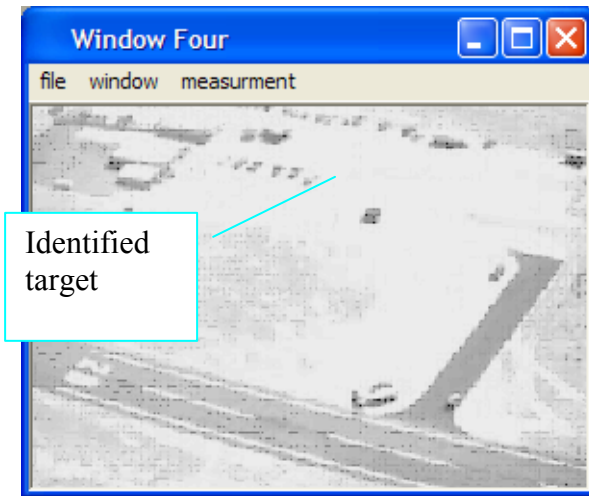 Window Four
file window measurment
Identified
target